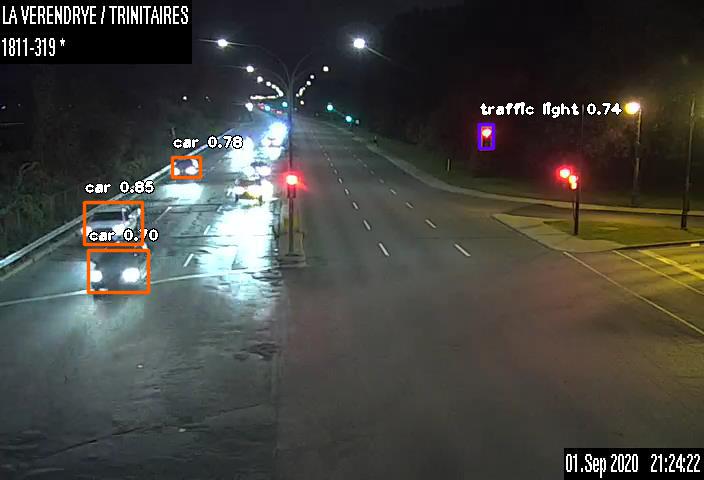 LA VERENDRYE / TRINITAIRES
1811-319 *
traffic light 0.74
car 0.78
car 0.85
car 0.70
01.Sep 2020 21:24:22